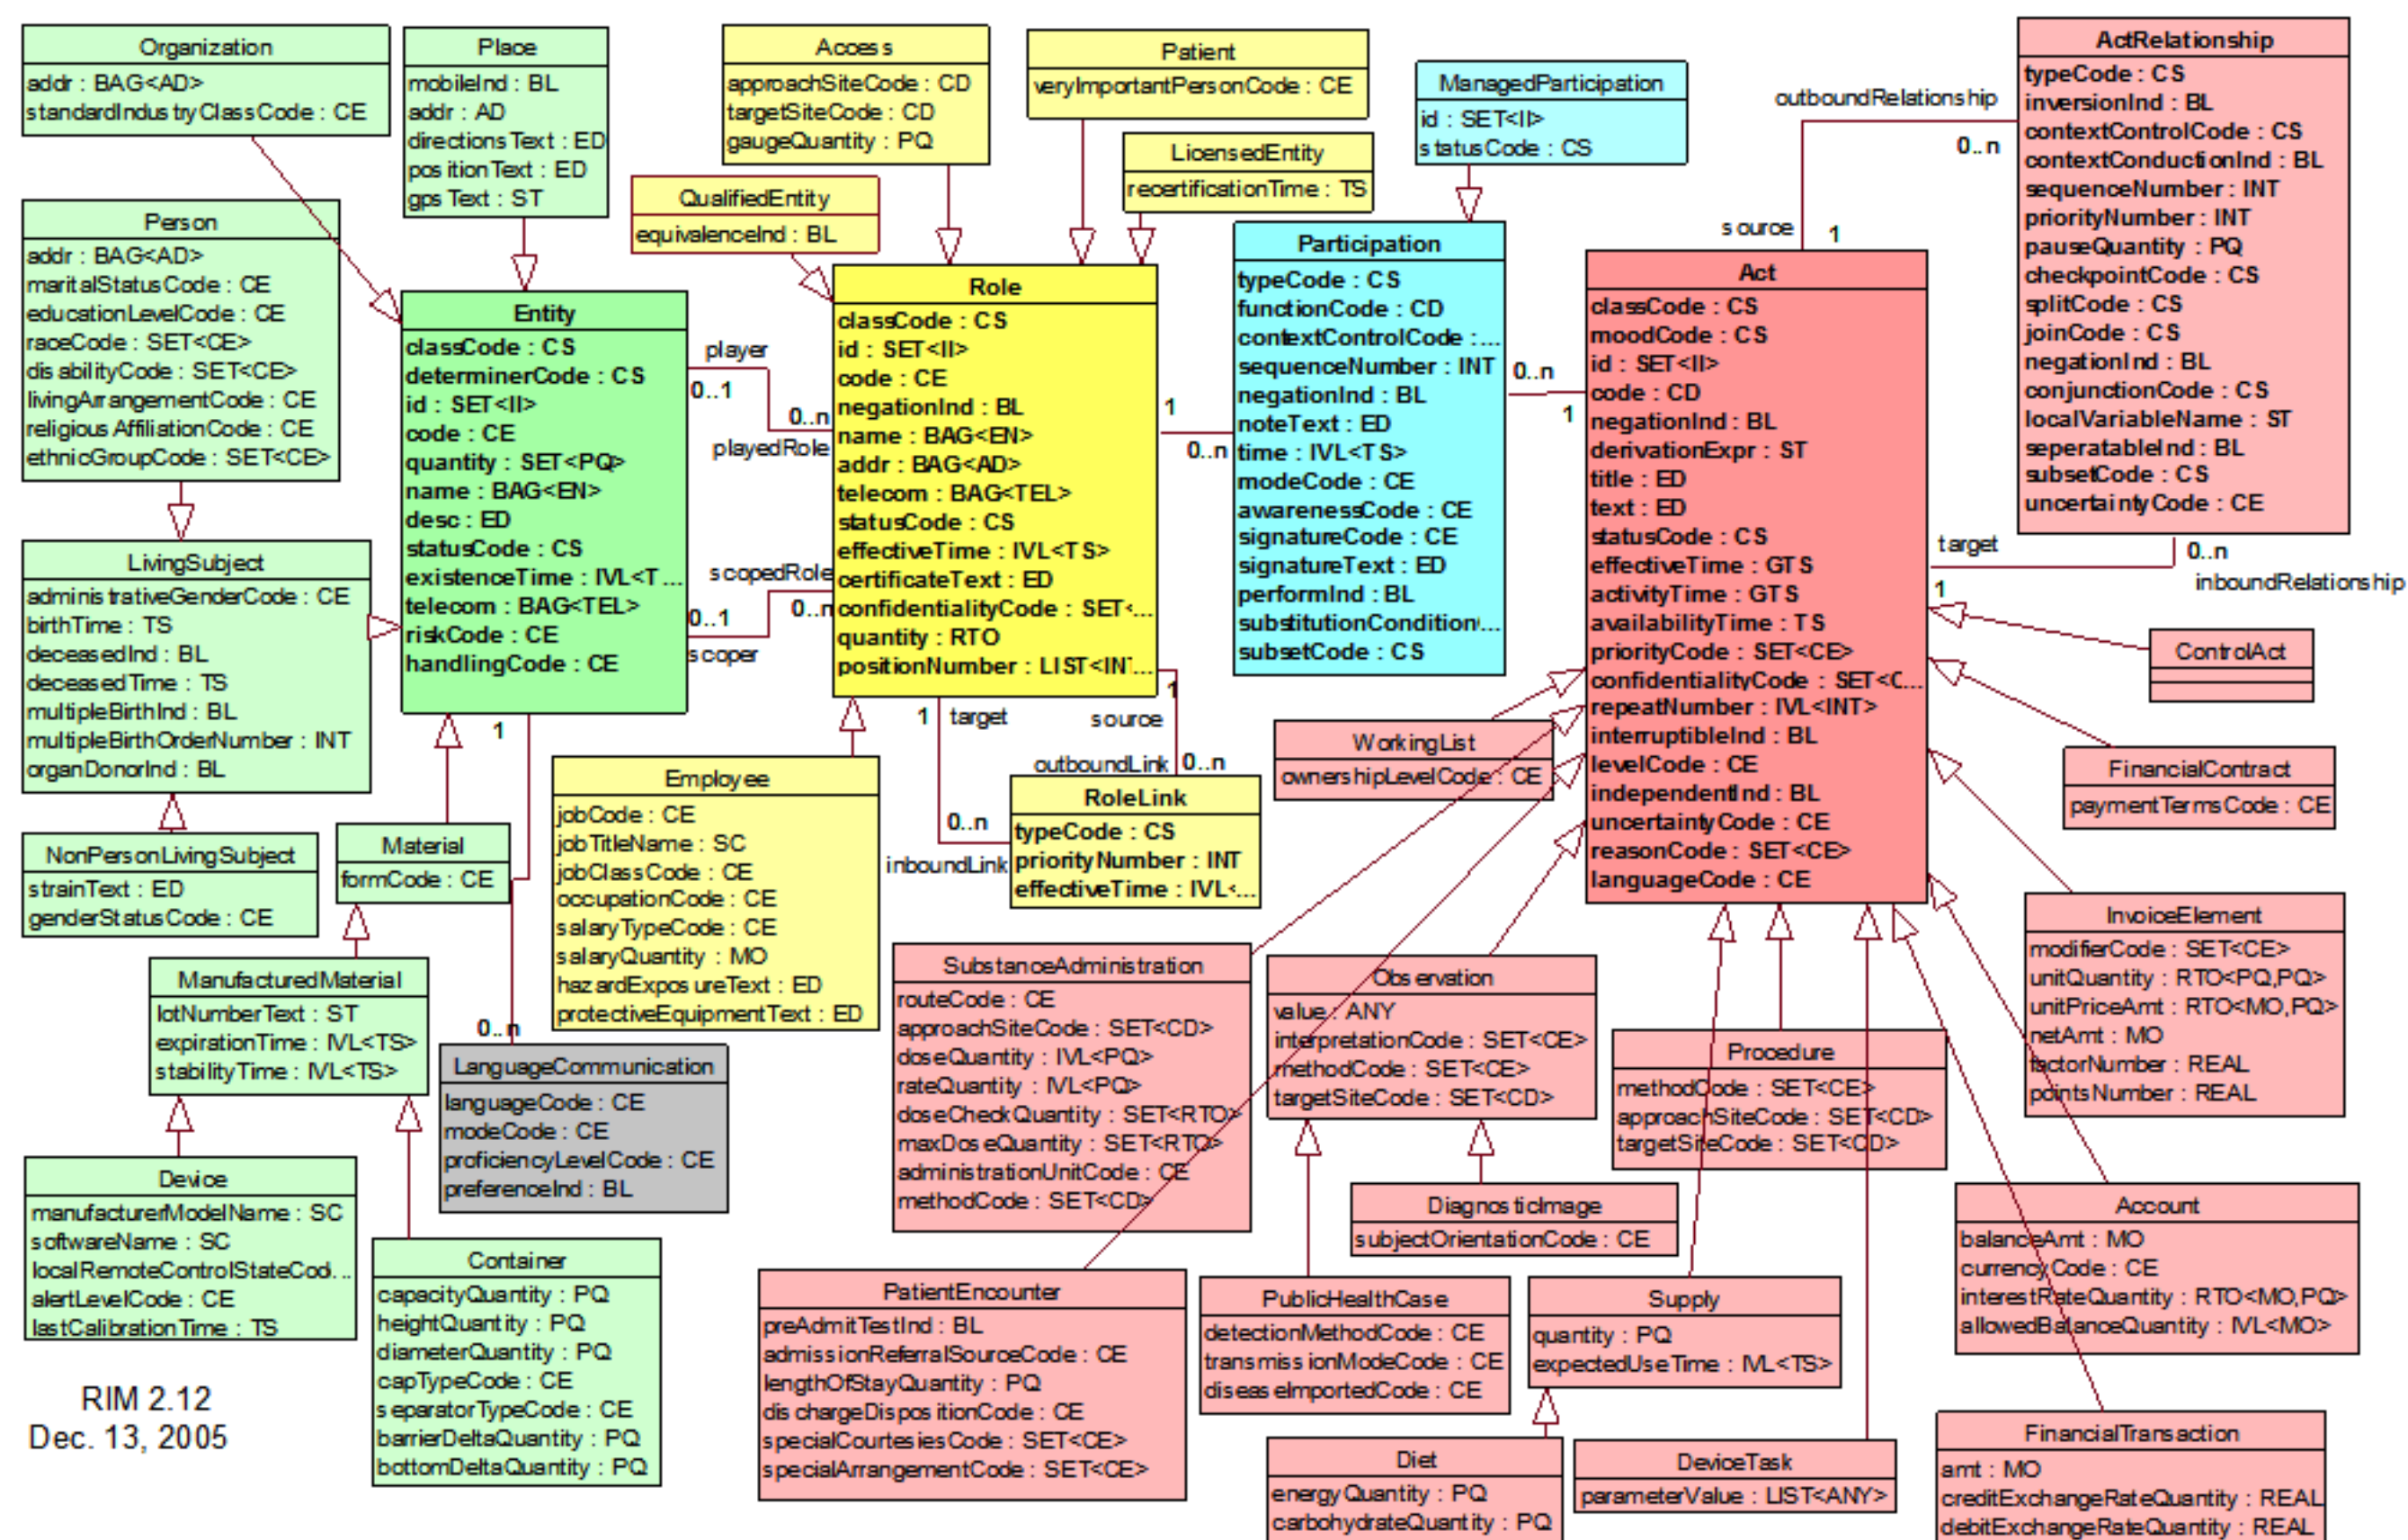 Organization
addr : BAG<AD>
standardIndustryClassCode : CE
Place
mobileInd : BL
addr : AD
directionsText : ED
positionText : ED
gpsText : ST
Access
approachSiteCode : CD
targetSiteCode : CD
gaugeQuantity : PQ
Patient
veryImportantPersonCode : CE
ManagedParticipation
id : SET<II>
statusCode : CS
ActRelationship
typeCode : CS
inversionInd : BL
contextControlCode : CS
contextConductionInd : BL
sequenceNumber : INT
priorityNumber : INT
pauseQuantity : PQ
checkpointCode : CS
splitCode : CS
joinCode : CS
negationInd : BL
conjunctionCode : CS
localVariableName : ST
seperatableInd : BL
subsetCode : CS
uncertaintyCode : CE
outboundRelationship
0..n
source
1
LicensedEntity
recertificationTime : TS
QualifiedEntity
equivalenceInd : BL
Person
addr : BAG<AD>
maritalStatusCode : CE
educationLevelCode : CE
raceCode : SET<CE>
disabilityCode : SET<CE>
livingArrangementCode : CE
religiousAffiliationCode : CE
ethnicGroupCode : SET<CE>
Entity
classCode : CS
determinerCode : CS
id : SET<II>
code : CE
quantity : SET<PQ>
name : BAG<EN>
desc : ED
statusCode : CS
existenceTime : IVL<T...
telecom : BAG<TEL>
riskCode : CE
handlingCode : CE
player
0..1
0..n
playedRole
scopedRole
0..n
0..1
scoper
Role
classCode : CS
id : SET<II>
code : CE
negationInd : BL
name : BAG<EN>
addr : BAG<AD>
telecom : BAG<TEL>
statusCode : CS
effectiveTime : IVL<TS>
certificateText : ED
confidentialityCode : SET<...
quantity : RTO
positionNumber : LIST<INT...
1
0..n
Participation
typeCode : CS
functionCode : CD
contextControlCode :...
sequenceNumber : INT
negationInd : BL
noteText : ED
time : IVL<TS>
modeCode : CE
awarenessCode : CE
signatureCode : CE
signatureText : ED
performInd : BL
substitutionCondition...
subsetCode : CS
0..n
1
Act
classCode : CS
moodCode : CS
id : SET<II>
code : CD
negationInd : BL
derivationExpr : ST
title : ED
text : ED
statusCode : CS
effectiveTime : GTS
activityTime : GTS
availabilityTime : TS
priorityCode : SET<CE>
confidentialityCode : SET<C...
repeatNumber : IVL<INT>
interruptibleInd : BL
levelCode : CE
independentInd : BL
uncertaintyCode : CE
reasonCode : SET<CE>
languageCode : CE
target
1
0..n
inboundRelationship
LivingSubject
administrativeGenderCode : CE
birthTime : TS
deceasedInd : BL
deceasedTime : TS
multipleBirthInd : BL
multipleBirthOrderNumber : INT
organDonorInd : BL
ControlAct
FinancialContract
paymentTermsCode : CE
WorkingList
ownershipLevelCode : CE
1
target
1
source
outboundLink
0..n
0..n
inboundLink
RoleLink
typeCode : CS
priorityNumber : INT
effectiveTime : IVL<...
Employee
jobCode : CE
jobTitleName : SC
jobClassCode : CE
occupationCode : CE
salaryTypeCode : CE
salaryQuantity : MO
hazardExposureText : ED
protectiveEquipmentText : ED
NonPersonLivingSubject
strainText : ED
genderStatusCode : CE
Material
formCode : CE
1
0..n
ManufacturedMaterial
lotNumberText : ST
expirationTime : IVL<TS>
stabilityTime : IVL<TS>
LanguageCommunication
languageCode : CE
modeCode : CE
proficiencyLevelCode : CE
preferenceInd : BL
SubstanceAdministration
routeCode : CE
approachSiteCode : SET<CD>
doseQuantity : IVL<PQ>
rateQuantity : IVL<PQ>
doseCheckQuantity : SET<RTO>
maxDoseQuantity : SET<RTO>
administrationUnitCode : CE
methodCode : SET<CD>
Observation
value : ANY
interpretationCode : SET<CE>
methodCode : SET<CE>
targetSiteCode : SET<CD>
Procedure
methodCode : SET<CE>
approachSiteCode : SET<CD>
targetSiteCode : SET<CD>
InvoiceElement
modifierCode : SET<CE>
unitQuantity : RTO<PQ,PQ>
unitPriceAmt : RTO<MO,PQ>
netAmt : MO
factorNumber : REAL
pointsNumber : REAL
Device
manufacturerModelName : SC
softwareName : SC
localRemoteControlStateCod...
alertLevelCode : CE
lastCalibrationTime : TS
Container
capacityQuantity : PQ
heightQuantity : PQ
diameterQuantity : PQ
capTypeCode : CE
separatorTypeCode : CE
barrierDeltaQuantity : PQ
bottomDeltaQuantity : PQ
DiagnosticImage
subjectOrientationCode : CE
Account
balanceAmt : MO
currencyCode : CE
interestRateQuantity : RTO<MO,PQ>
allowedBalanceQuantity : IVL<MO>
PatientEncounter
preAdmitTestInd : BL
admissionReferralSourceCode : CE
lengthOfStayQuantity : PQ
dischargeDispositionCode : CE
specialCourtesiesCode : SET<CE>
specialArrangementCode : SET<CE>
PublicHealthCase
detectionMethodCode : CE
transmissionModeCode : CE
diseaseImportedCode : CE
Supply
quantity : PQ
expectedUseTime : IVL<TS>
RIM 2.12
Dec. 13, 2005
Diet
energyQuantity : PQ
carbohydrateQuantity : PQ
DeviceTask
parameterValue : LIST<ANY>
FinancialTransaction
amt : MO
creditExchangeRateQuantity : REAL
debitExchangeRateQuantity : REAL